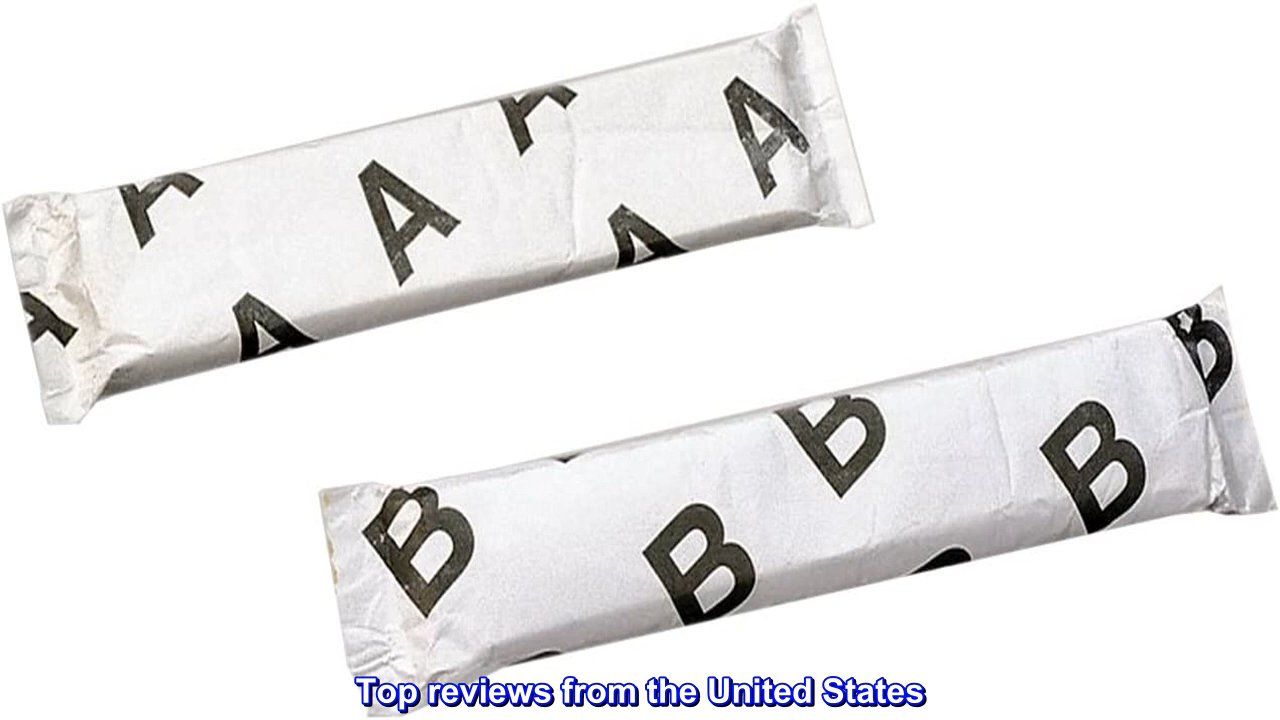 A A A A
A A A
B B B B
B
Top reviews from the United States